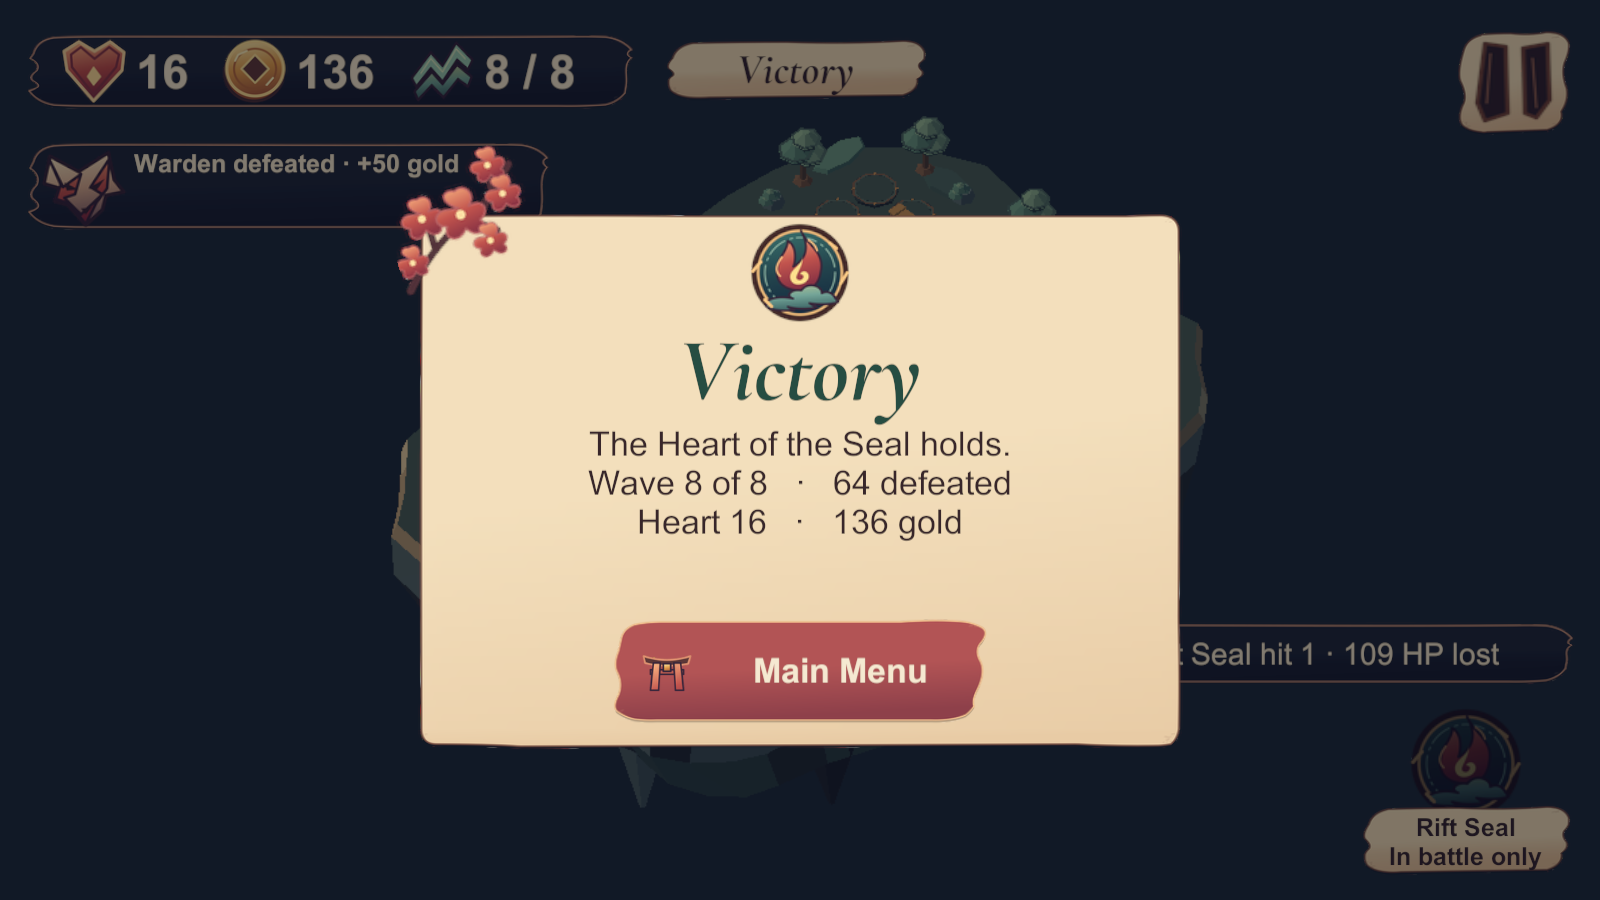 16 136 8 / 8
Victory
Warden defeated · +50 gold
Victory
The Heart of the Seal holds.
Wave 8 of 8 · 64 defeated
Heart 16 · 136 gold
Main Menu
Seal hit 1 · 109 HP lost
Rift Seal
In battle only